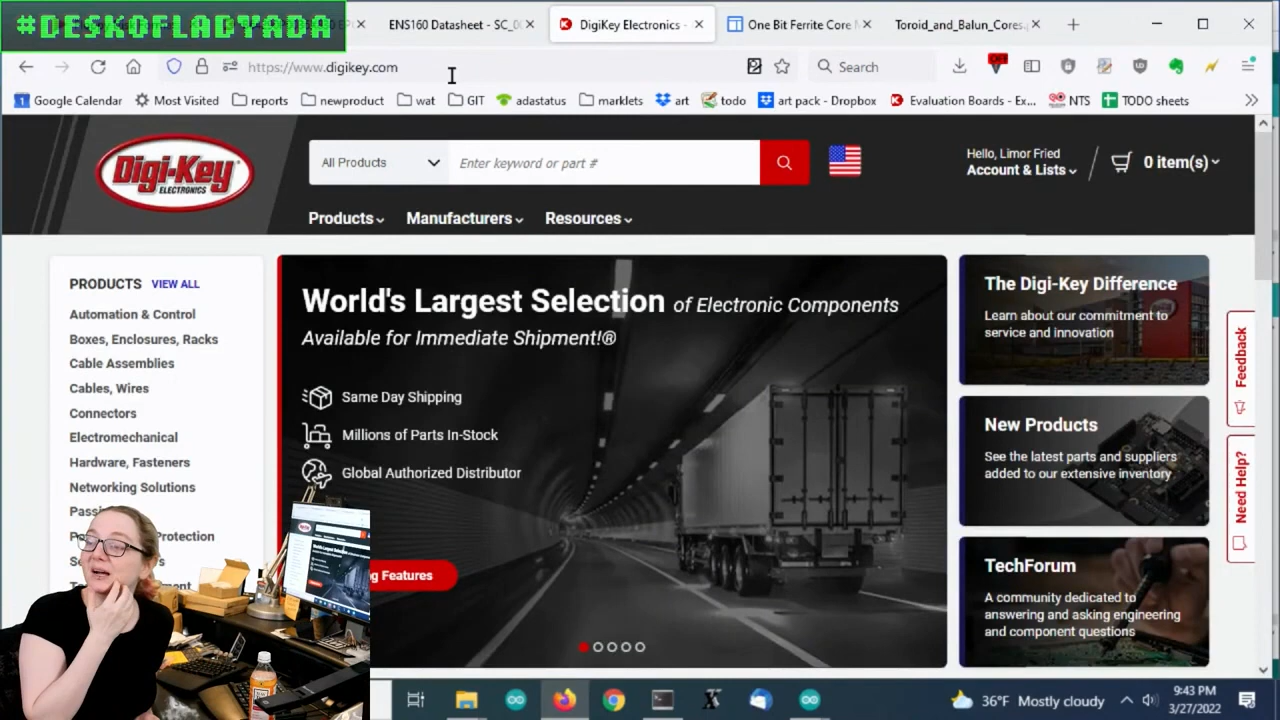 #DESKOFLADYADA
ENS160 Datasheet - SC_0
DigiKey Electronics -
One Bit Ferrite Core
Toroid_and_Balun_Cores.
https://www.digikey.com
OFF
Search
Google Calendar
Most Visited
reports
newproduct
wat
GIT
adastatus
marklets
art
todo
art pack - Dropbox
Evaluation Boards - Ex...
NTS
TODO sheets
Digi-Key
ELECTRONICS
All Products
Enter keyword or part #
Hello, Limor Fried
Account & Lists
0 item(s)
Products
Manufacturers
Resources
PRODUCTS VIEW ALL
Automation & Control
Boxes, Enclosures, Racks
Cable Assemblies
Cables, Wires
Connectors
Electromechanical
Hardware, Fasteners
Networking Solutions
Passi
Protection
World's Largest Selection of Electronic Components
Available for Immediate Shipment!®
Same Day Shipping
Millions of Parts In-Stock
Global Authorized Distributor
Features
The Digi-Key Difference
Learn about our commitment to
service and innovation
New Products
See the latest parts and suppliers
added to our extensive inventory
TechForum
A community dedicated to
answering and asking engineering
and component questions
Feedback
Need Help?
36°F Mostly cloudy
9:43 PM
3/27/2022